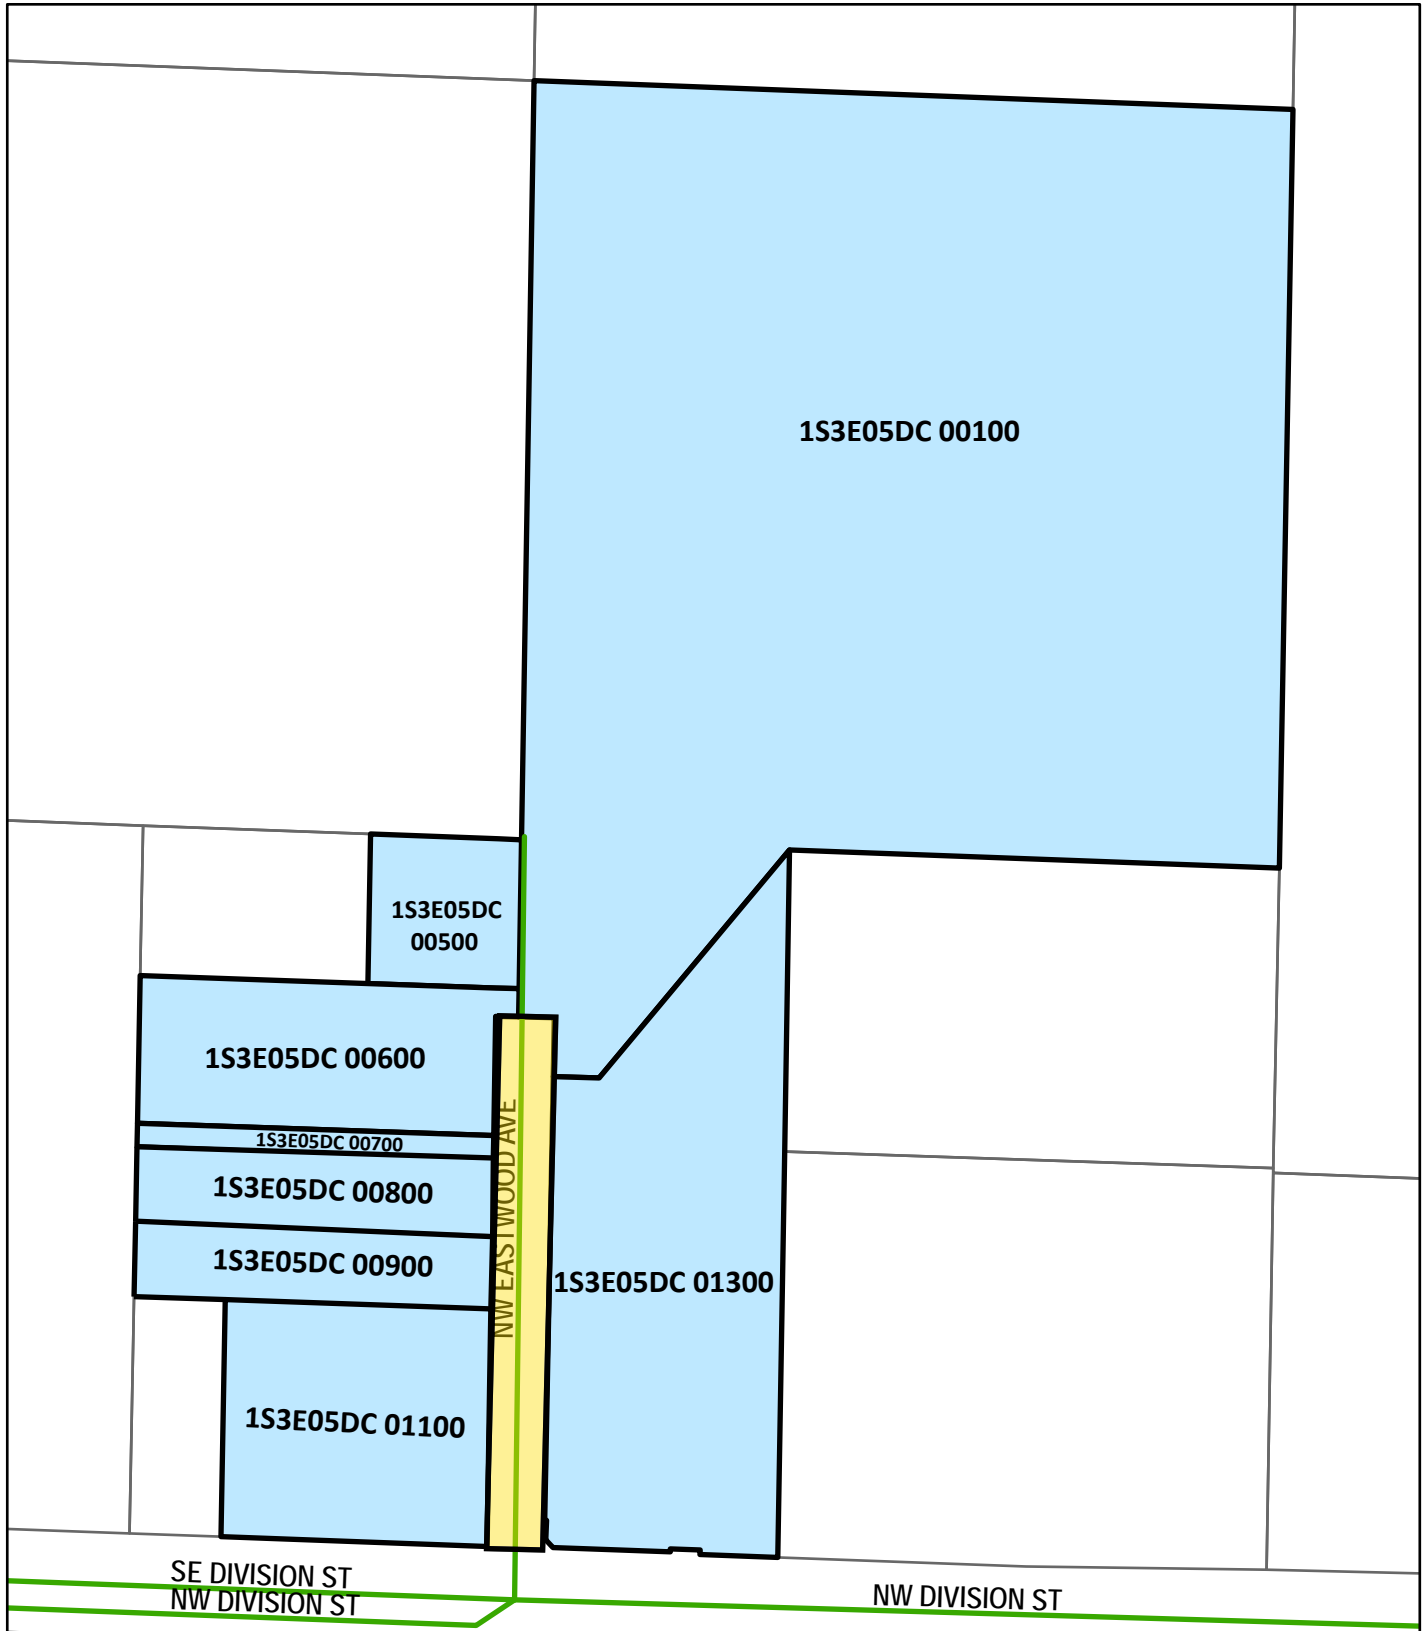 1S3E05DC 00100
1S3E05DC
00500
1S3E05DC 00600
1S3E05DC 00700
1S3E05DC 00800
1S3E05DC 00900
NW EASTWOOD AVE
1S3E05DC 01300
1S3E05DC 01100
SE DIVISION ST
NW DIVISION ST
NW DIVISION ST